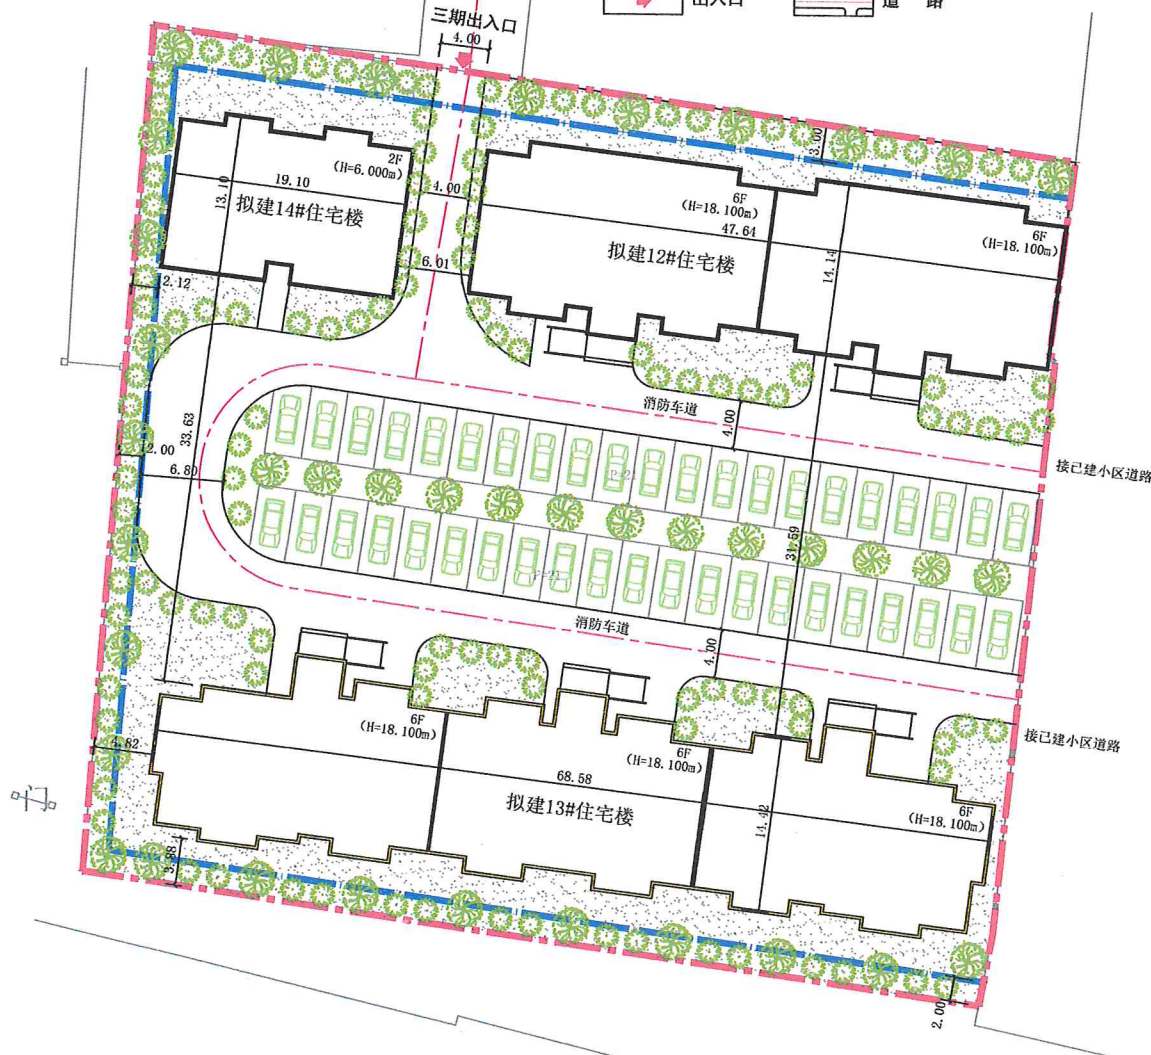 出入口
道 路
三期出入口
4.00
3.00
2F
(H=6.000m)
19.10
13.10
拟建14#住宅楼
4.00
6F
(H=18.100m)
47.64
拟建12#住宅楼
6F
(H=18.100m)
14.14
6.01
2.12
消防车道
4.00
33.63
2.00
6.80
接已建小区道路
P=21
31.59
P=21
消防车道
4.00
6F
(H=18.100m)
6F
(H=18.100m)
接已建小区道路
4.82
68.58
拟建13#住宅楼
14.42
6F
(H=18.100m)
3.88
2.00